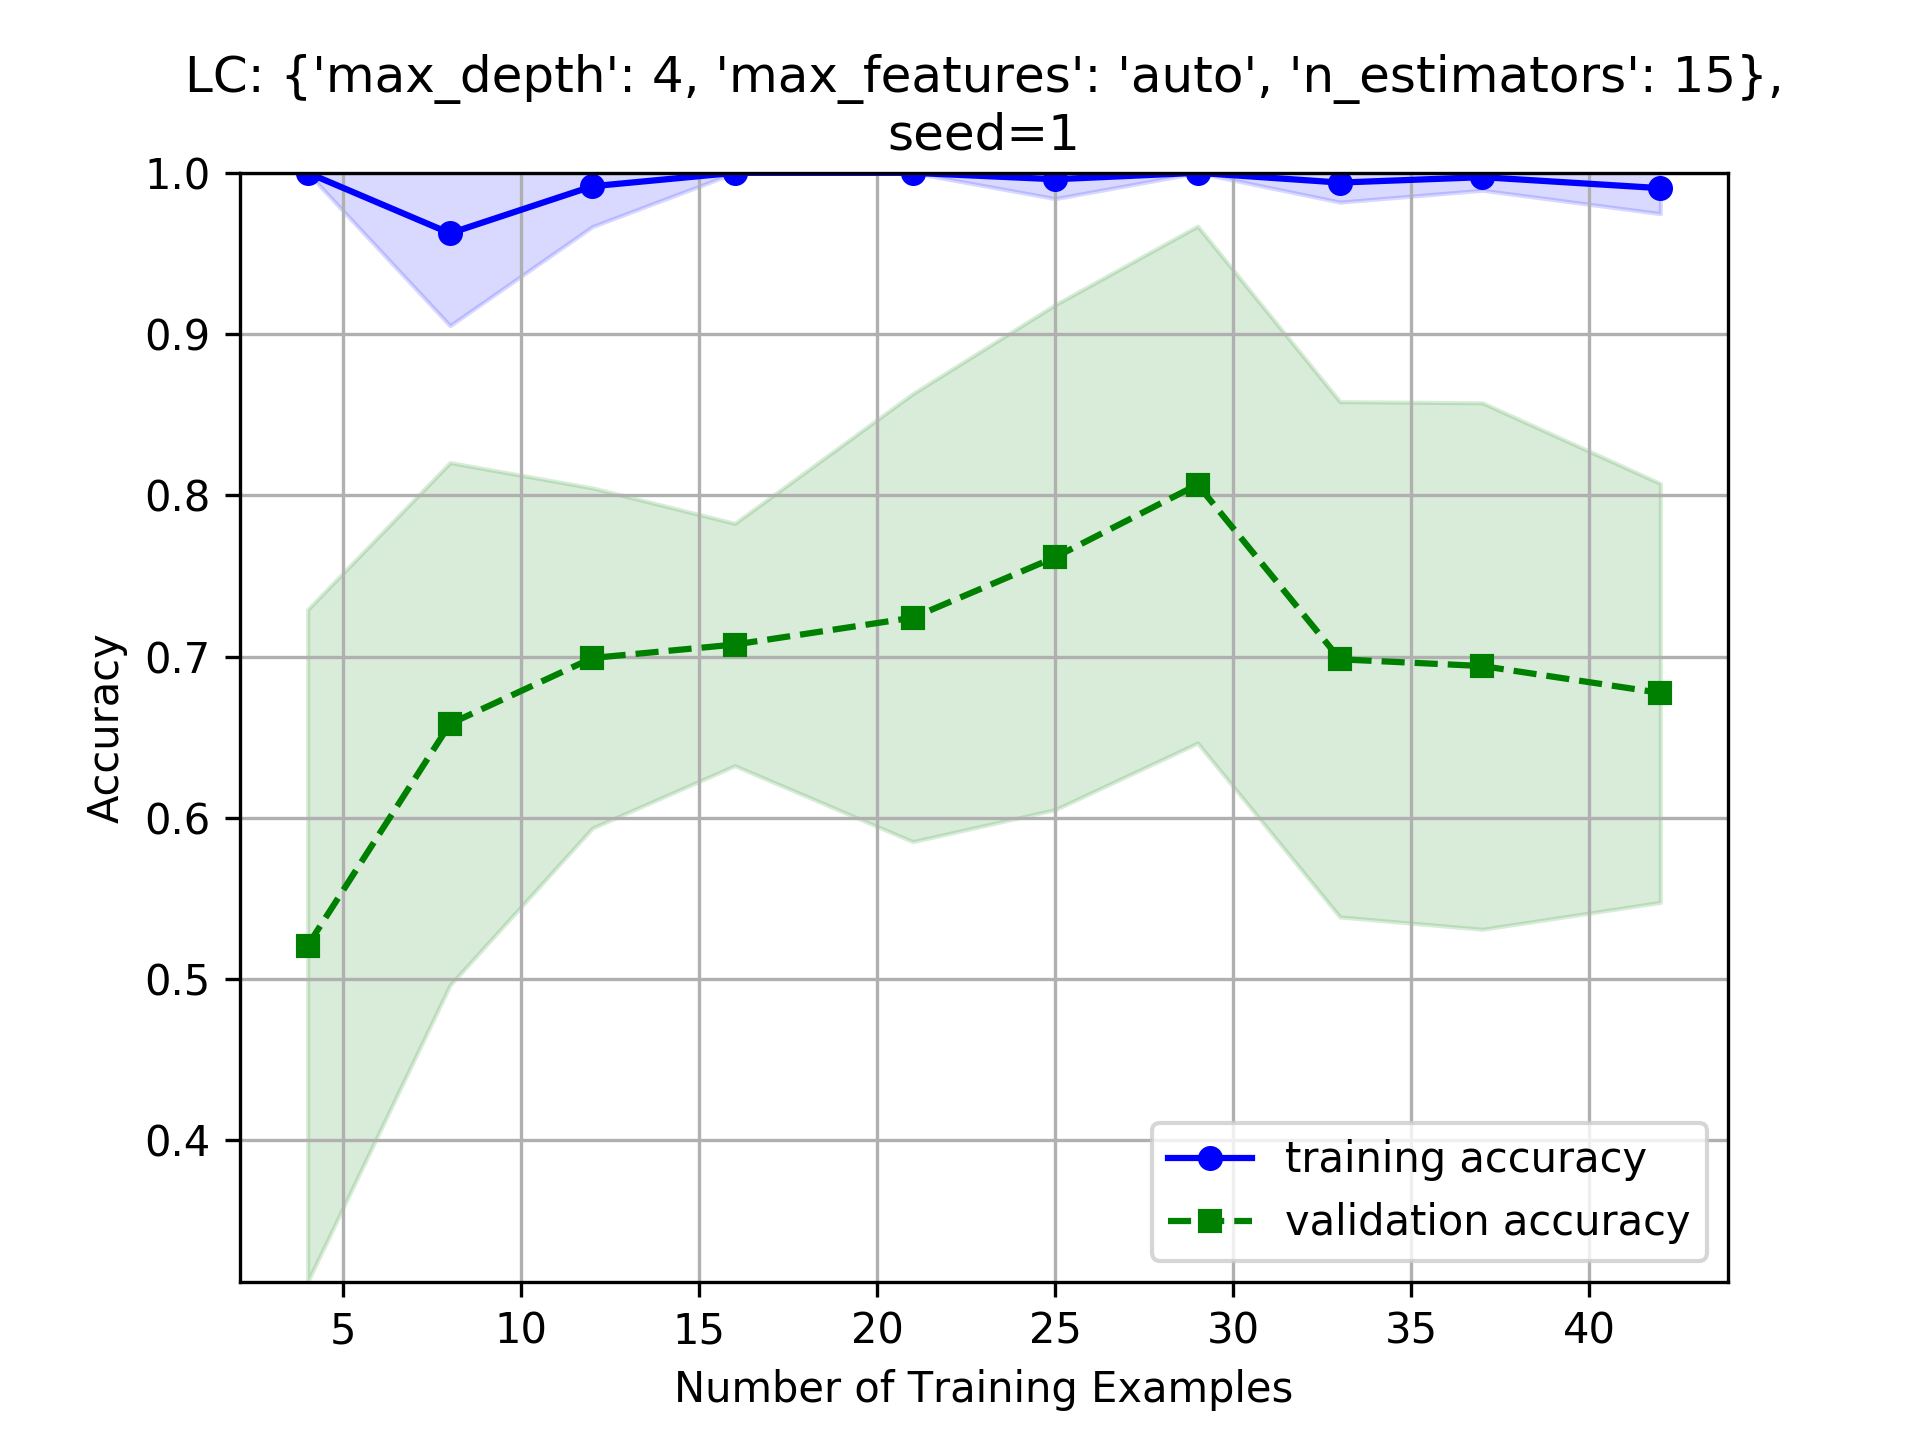 LC: {'max_depth': 4, 'max_features': 'auto', 'n_estimators': 15},
seed=1
1.0
0.9
0.8
0.7
0.6
0.5
0.4
Accuracy
5 10 15 20 25 30 35 40
Number of Training Examples
training accuracy
validation accuracy